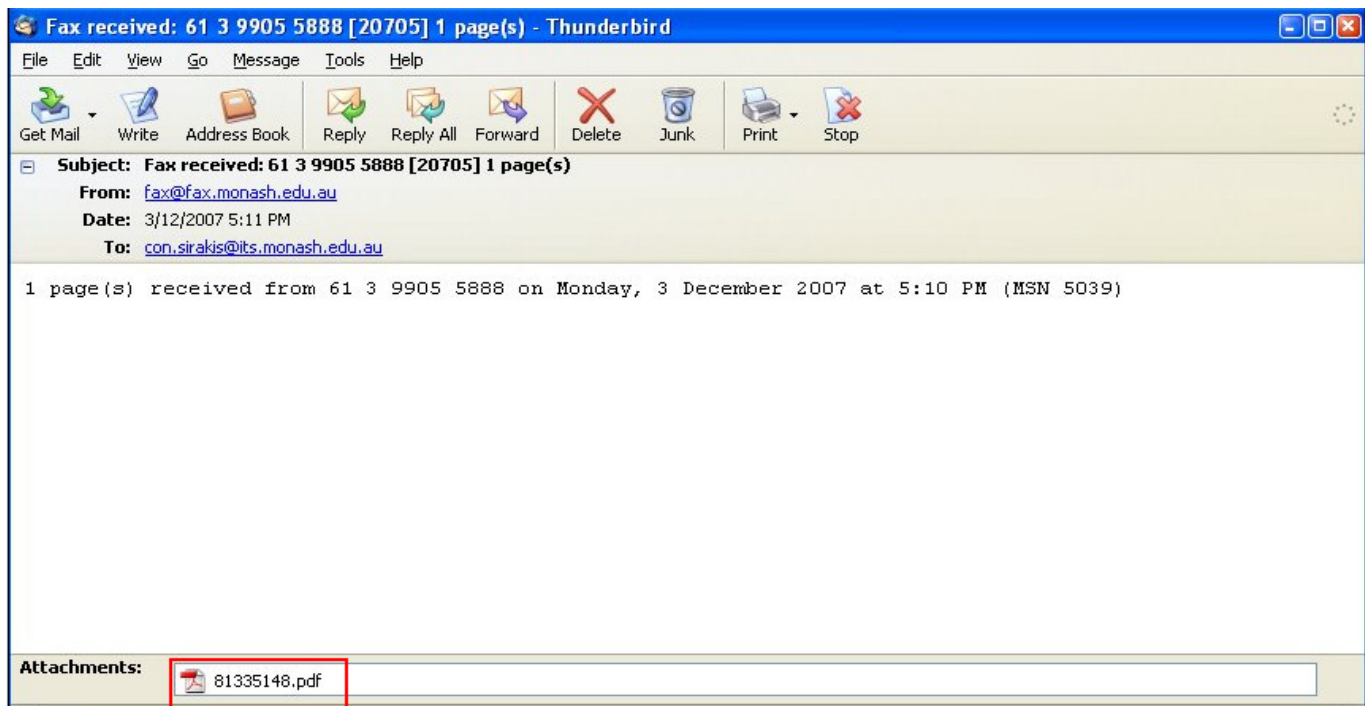 Fax received: 61 3 9905 5888 [20705] 1 page(s) - Thunderbird
File Edit View Go Message Tools Help
Get Mail Write Address Book Reply Reply All Forward Delete Junk Print Stop
Subject: Fax received: 61 3 9905 5888 [20705] 1 page(s)
From: fax@fax.monash.edu.au
Date: 3/12/2007 5:11 PM
To: con.sirakis@its.monash.edu.au
1 page(s) received from 61 3 9905 5888 on Monday, 3 December 2007 at 5:10 PM (MSN 5039)
Attachments: 81335148.pdf